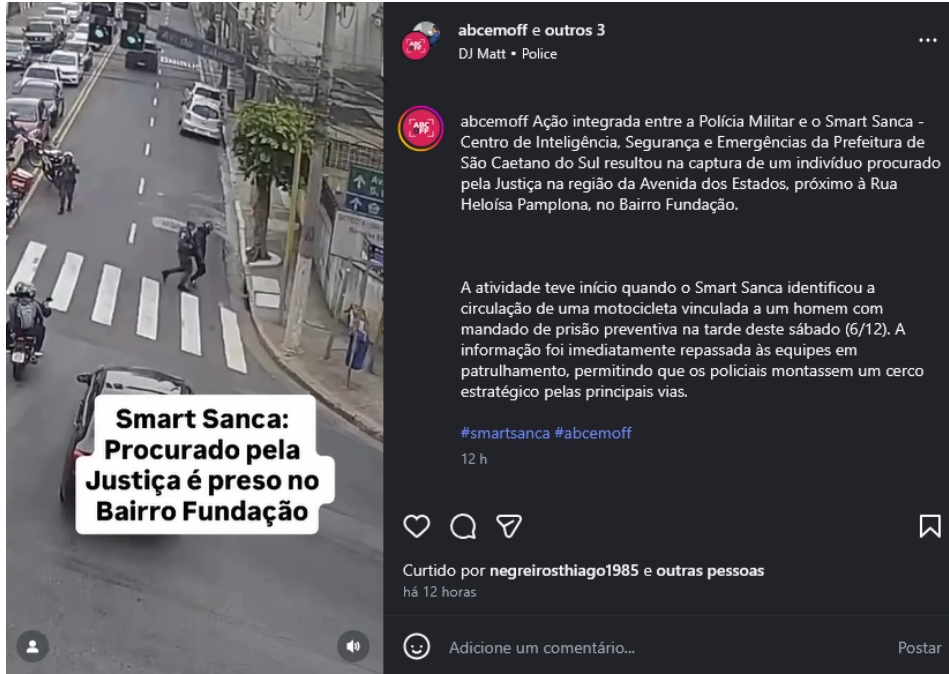 abcemoff e outros 3
DJ Matt • Police
abcemoff Ação integrada entre a Polícia Militar e o Smart Sanca -
Centro de Inteligência, Segurança e Emergências da Prefeitura de
São Caetano do Sul resultou na captura de um indivíduo procurado
pela Justiça na região da Avenida dos Estados, próximo à Rua
Heloísa Pamplona, no Bairro Fundação.
A atividade teve início quando o Smart Sanca identificou a
circulação de uma motocicleta vinculada a um homem com
mandado de prisão preventiva na tarde deste sábado (6/12). A
informação foi imediatamente repassada às equipes em
patrulhamento, permitindo que os policiais montassem um cerco
estratégico pelas principais vias.
#smartsanca #abcemoff
12 h
Curtido por negreirosthiago1985 e outras pessoas
há 12 horas
Adicione um comentário...
Postar
Smart Sanca:
Procurado pela
Justiça é preso no
Bairro Fundação